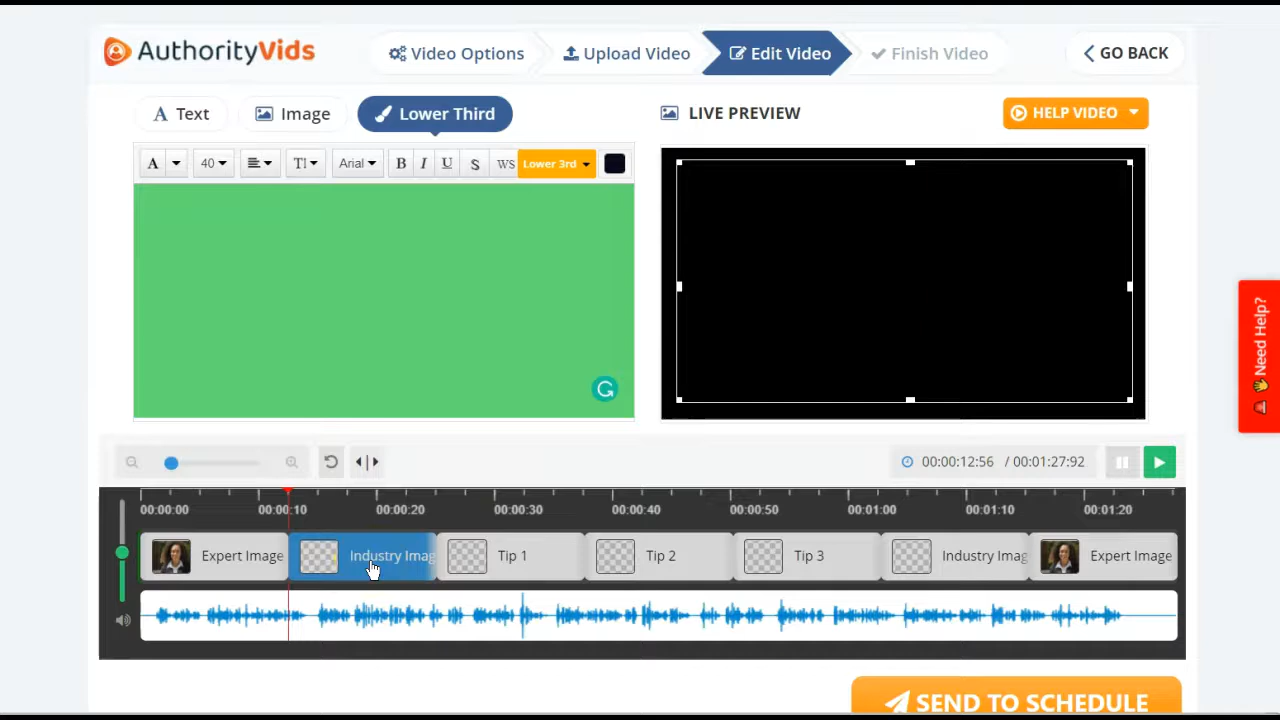 AuthorityVids
Video Options
Upload Video
Edit Video
Finish Video
GO BACK
A Text
Image
Lower Third
LIVE PREVIEW
HELP VIDEO
A
40
TI
Arial
B
I
U
S
WS
Lower 3rd
Need Help?
00:00:12:56 / 00:01:27:92
00:00:00
00:00:10
00:00:20
00:00:30
00:00:40
00:00:50
00:01:00
00:01:10
00:01:20
Expert Image
Industry Imag
Tip 1
Tip 2
Tip 3
Industry Imag
Expert Image
SEND TO SCHEDULE